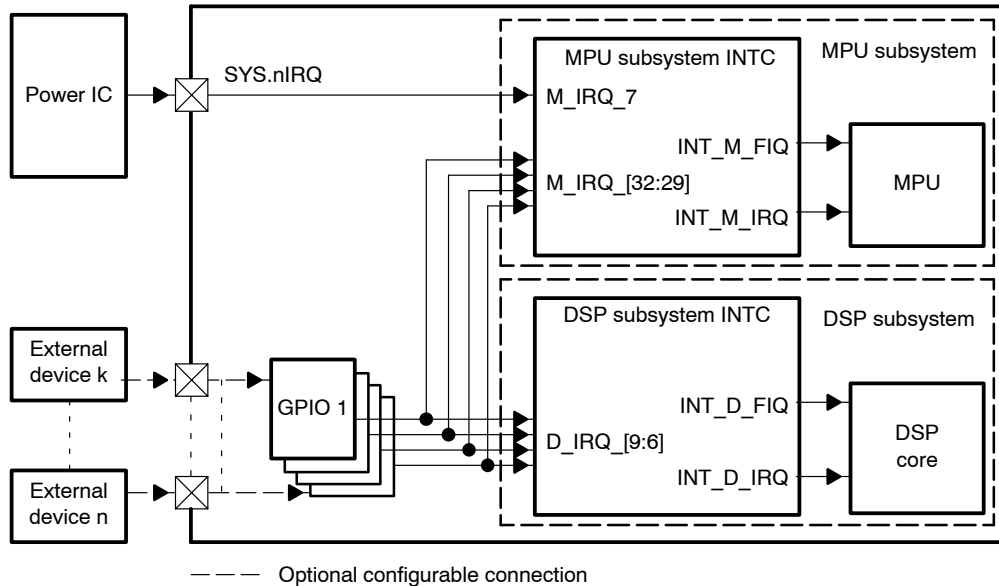 Power IC
SYS.nIRQ
MPU subsystem INTC
MPU subsystem
M_IRQ_7
INT_M_FIQ
M_IRQ_[32:29]
MPU
INT_M_IRQ
DSP subsystem INTC
DSP subsystem
External
device k
GPIO 1
INT_D_FIQ
D_IRQ_[9:6]
DSP
core
INT_D_IRQ
External
device n
Optional configurable connection